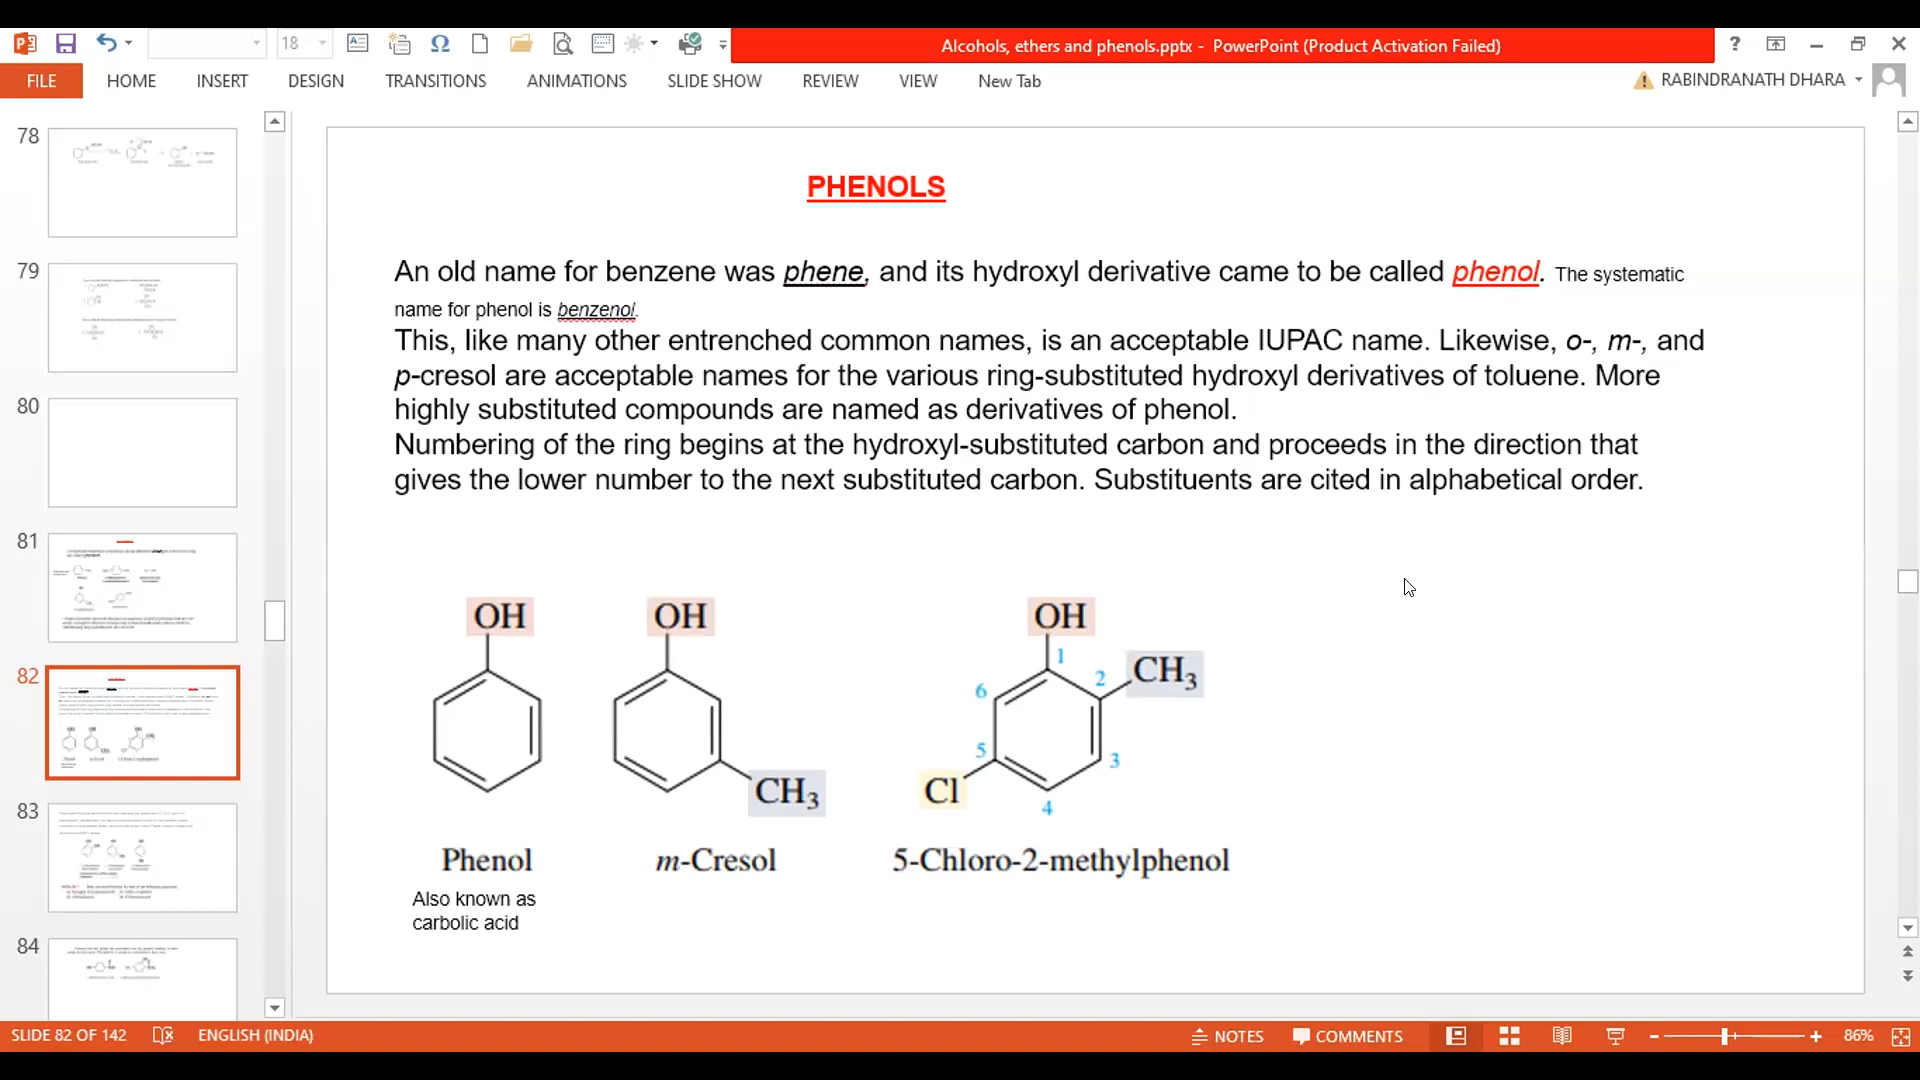 18
Alcohols, ethers and phenols.pptx - PowerPoint (Product Activation Failed)
?
FILE HOME INSERT DESIGN TRANSITIONS ANIMATIONS SLIDE SHOW REVIEW VIEW New Tab
RABINDRANATH DHARA
78
79
80
81
82
83
84
PHENOLS
An old name for benzene was phene, and its hydroxyl derivative came to be called phenol. The systematic
name for phenol is benzenol.
This, like many other entrenched common names, is an acceptable IUPAC name. Likewise, o-, m-, and
p-cresol are acceptable names for the various ring-substituted hydroxyl derivatives of toluene. More
highly substituted compounds are named as derivatives of phenol.
Numbering of the ring begins at the hydroxyl-substituted carbon and proceeds in the direction that
gives the lower number to the next substituted carbon. Substituents are cited in alphabetical order.
OH
Phenol
Also known as
carbolic acid
OH
CH3
m-Cresol
OH
1
2 CH3
6
5
3
Cl
4
5-Chloro-2-methylphenol
SLIDE 82 OF 142 ENGLISH (INDIA) NOTES COMMENTS 86%